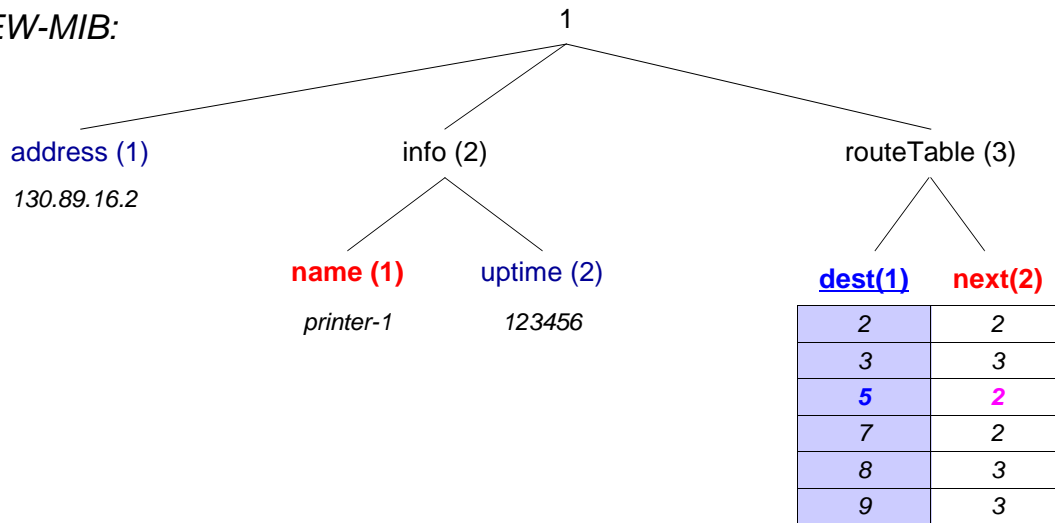 EW-MIB:
1
address (1) info (2) routeTable (3)
130.89.16.2
name (1) uptime (2) dest(1) next(2)
printer-1 123456
2 2
3 3
5 2
7 2
8 3
9 3